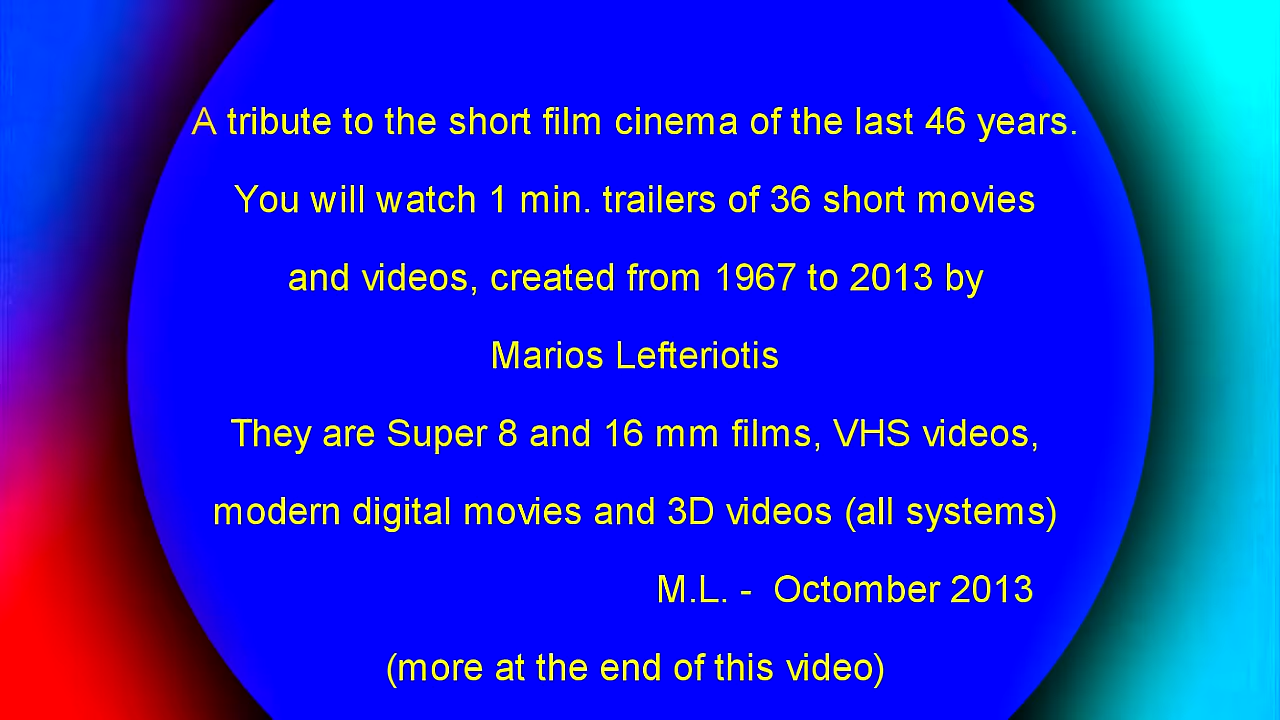 A tribute to the short film cinema of the last 46 years.
You will watch 1 min. trailers of 36 short movies
and videos, created from 1967 to 2013 by
Marios Lefteriotis
They are Super 8 and 16 mm films, VHS videos,
modern digital movies and 3D videos (all systems)
M.L. - Octomber 2013
(more at the end of this video)